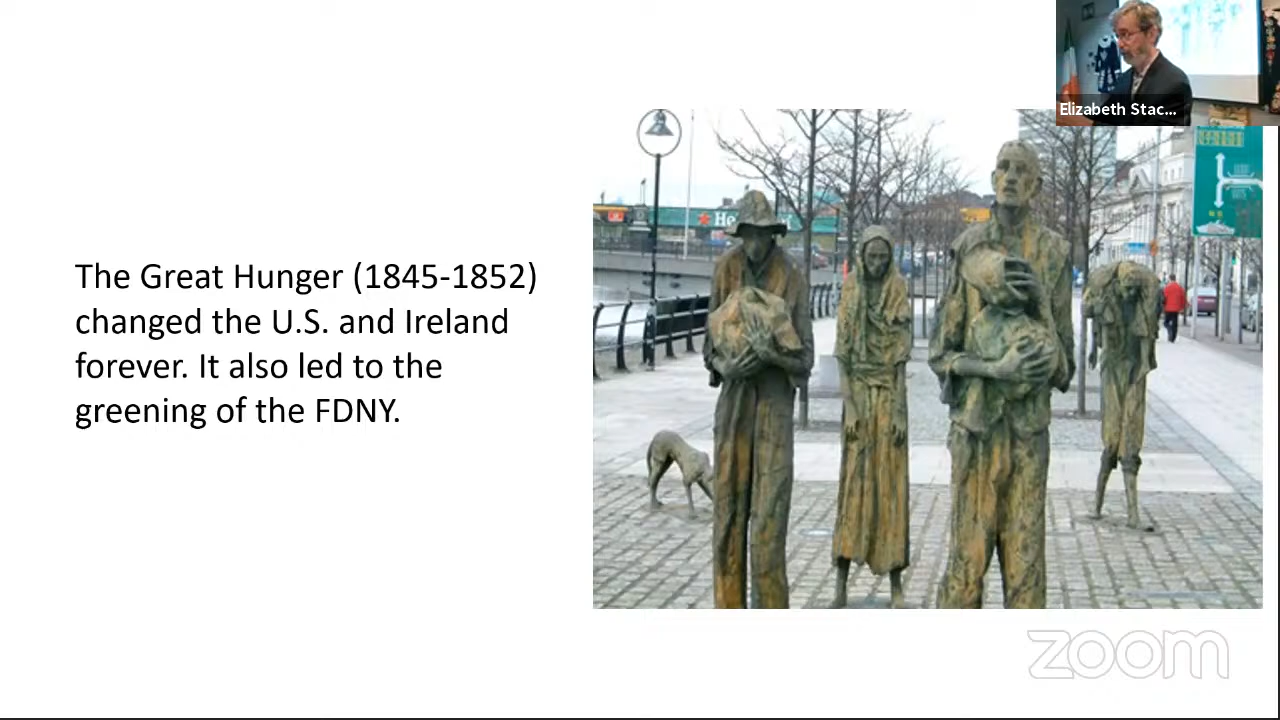 Elizabeth Stac...
The Great Hunger (1845-1852)
changed the U.S. and Ireland
forever. It also led to the
greening of the FDNY.
zoom